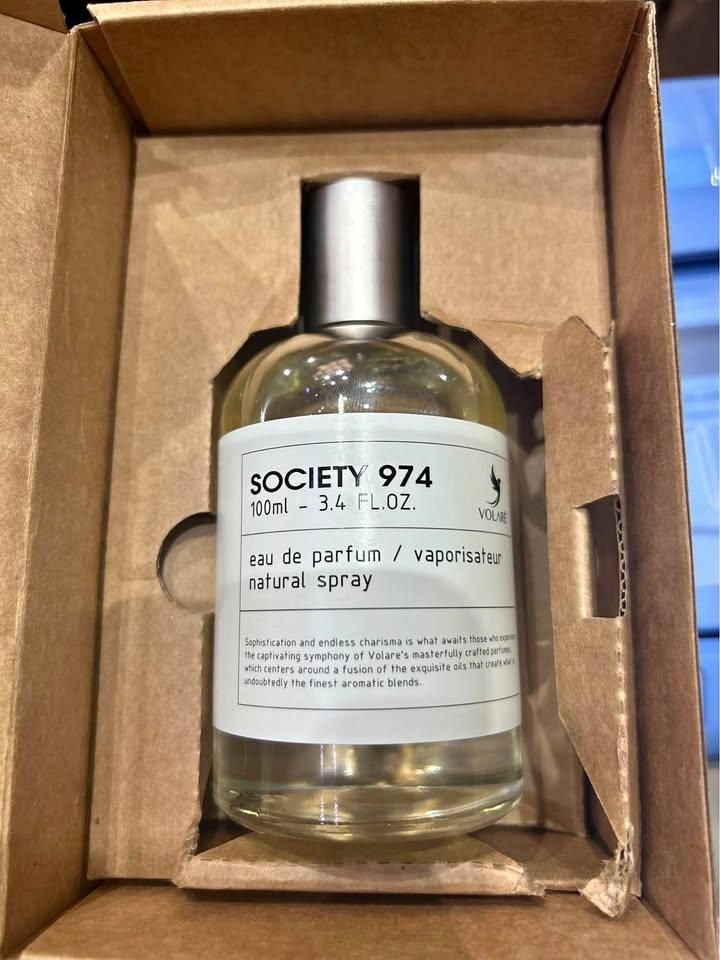 SOCIETY 974
100ml - 3.4 FL.OZ.
VOLARÉ
eau de parfum / vaporisateur
natural spray
Sophistication and endless charisma is what awaits those who experience
the captivating symphony of Volare's masterfully crafted perfumes,
which centers around a fusion of the exquisite oils that create what is
undoubtedly the finest aromatic blends.